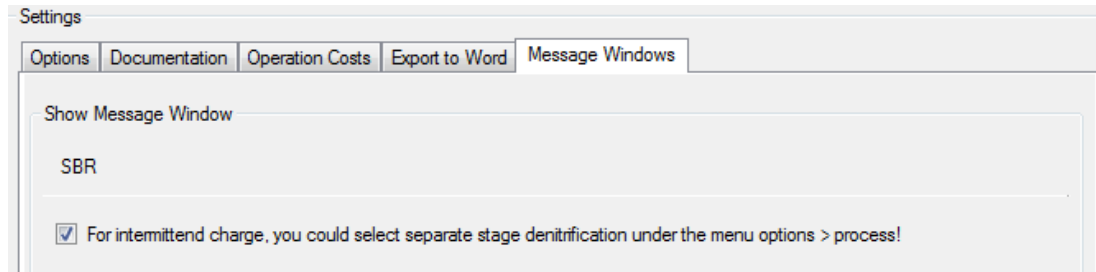 Settings
Options Documentation Operation Costs Export to Word Message Windows
Show Message Window
SBR
For intermittend charge, you could select separate stage denitrification under the menu options > process!